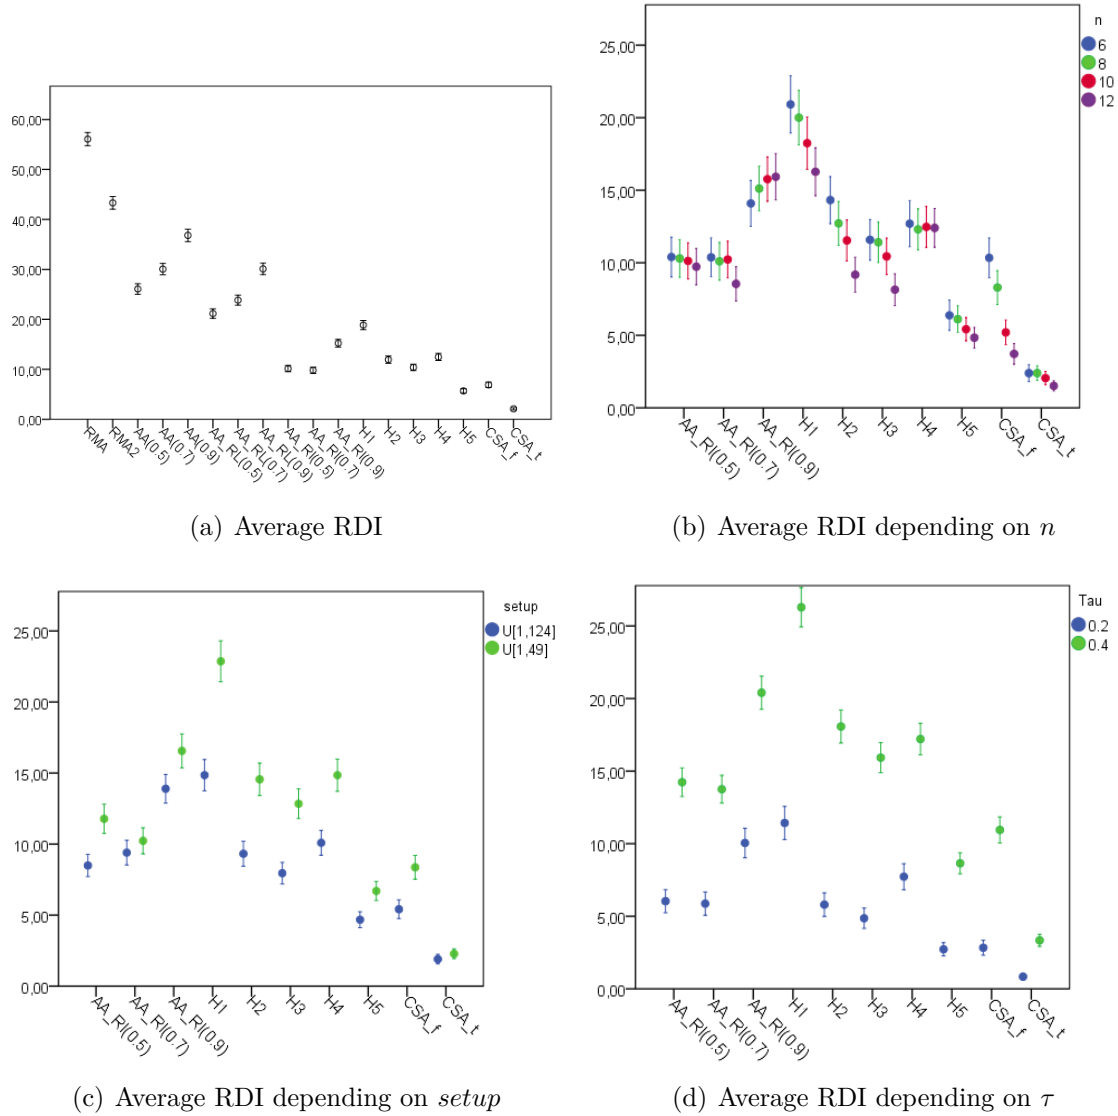 60,00
50,00
40,00
30,00
20,00
10,00
0,00
RMA
RMA2
AA(0.5)
AA(0.7)
AA(0.9)
AA_RL(0.5)
AA_RL(0.7)
AA_RL(0.9)
AA_RI(0.5)
AA_RI(0.7)
AA_RI(0.9)
H1
H2
H3
H4
H5
CSA_f
CSA_t
(a) Average RDI
n
6
8
10
12
25,00
20,00
15,00
10,00
5,00
0,00
AA_RI(0.5)
AA_RI(0.7)
AA_RI(0.9)
H1
H2
H3
H4
H5
CSA_f
CSA_t
(b) Average RDI depending on n
setup
U[1,124]
U[1,49]
25,00
20,00
15,00
10,00
5,00
0,00
AA_RI(0.5)
AA_RI(0.7)
AA_RI(0.9)
H1
H2
H3
H4
H5
CSA_f
CSA_t
(c) Average RDI depending on setup
Tau
0.2
0.4
25,00
20,00
15,00
10,00
5,00
0,00
AA_RI(0.5)
AA_RI(0.7)
AA_RI(0.9)
H1
H2
H3
H4
H5
CSA_f
CSA_t
(d) Average RDI depending on τ